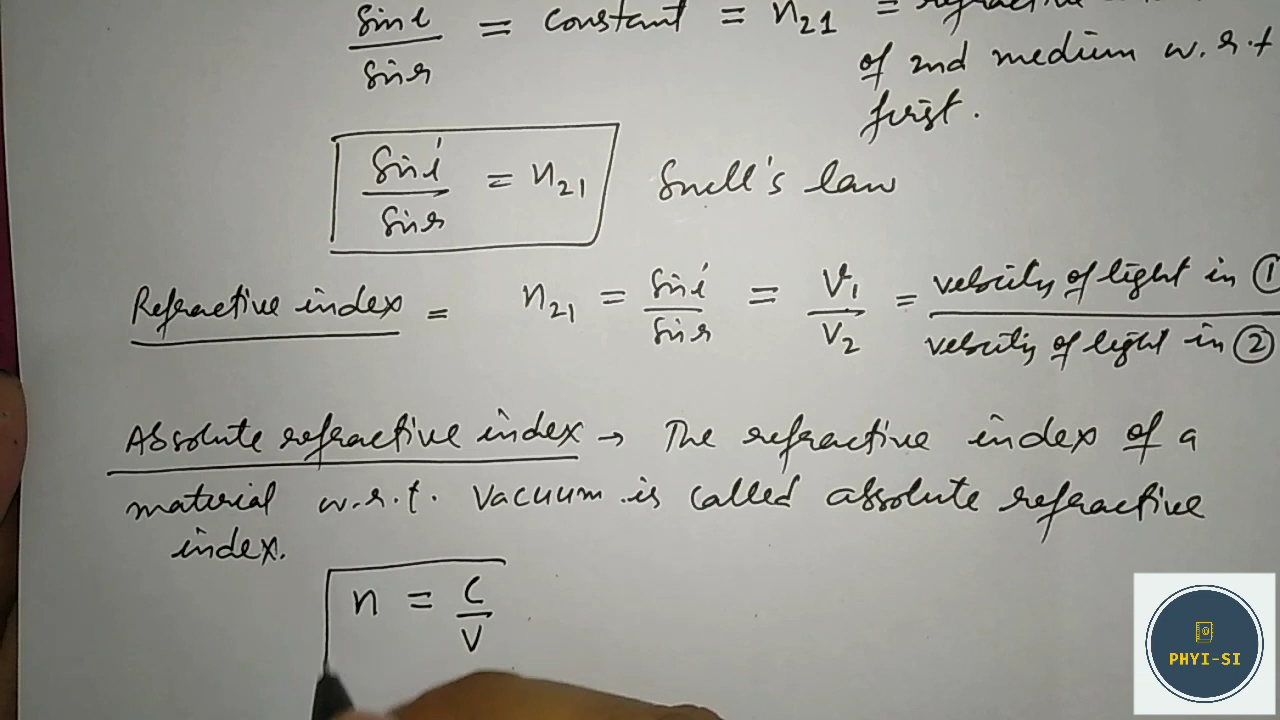 sin i / sin r = constant = n21 = refractive
of 2nd medium w.r.t
first.
sin i / sin r = n21 Snell's law
Refractive index = n21 = sin i / sin r = V1 / V2 = velocity of light in ① / velocity of light in ②
Absolute refractive index → The refractive index of a
material w.r.t. vacuum is called absolute refractive
index.
n = c / v
PHYI-SI